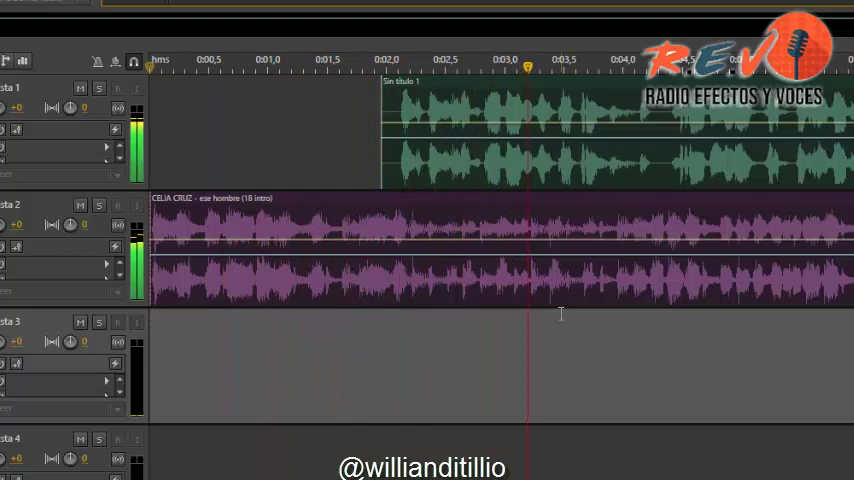 R.E.V
RADIO EFECTOS Y VOCES
hms 0:00,5 0:01,0 0:01,5 0:02,0 0:02,5 0:03,0 0:03,5 0:04,0
sta 1 M S R I
Sin título 1
+0 0
sta 2 M S R I
CELIA CRUZ - ese hombre (18 intro)
+0 0
sta 3 M S R I
+0 0
eer
sta 4 M S R I
+0 0
@willianditillio